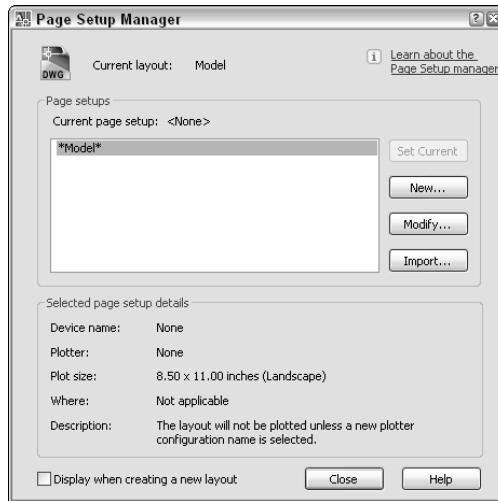 Page Setup Manager
DWG
Current layout: Model
Learn about the
Page Setup manager
Page setups
Current page setup: <None>
*Model*
Set Current
New...
Modify...
Import...
Selected page setup details
Device name: None
Plotter: None
Plot size: 8.50 x 11.00 inches (Landscape)
Where: Not applicable
Description: The layout will not be plotted unless a new plotter
configuration name is selected.
Display when creating a new layout
Close
Help